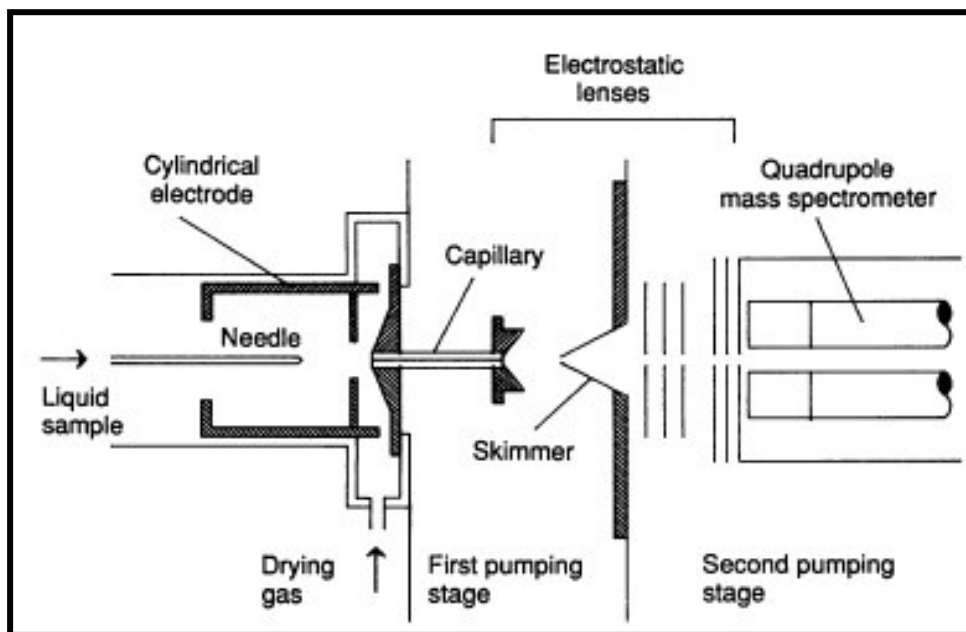 Electrostatic
lenses
Cylindrical
electrode
Quadrupole
mass spectrometer
Capillary
Needle
Liquid
sample
Skimmer
Drying
gas
First pumping
stage
Second pumping
stage